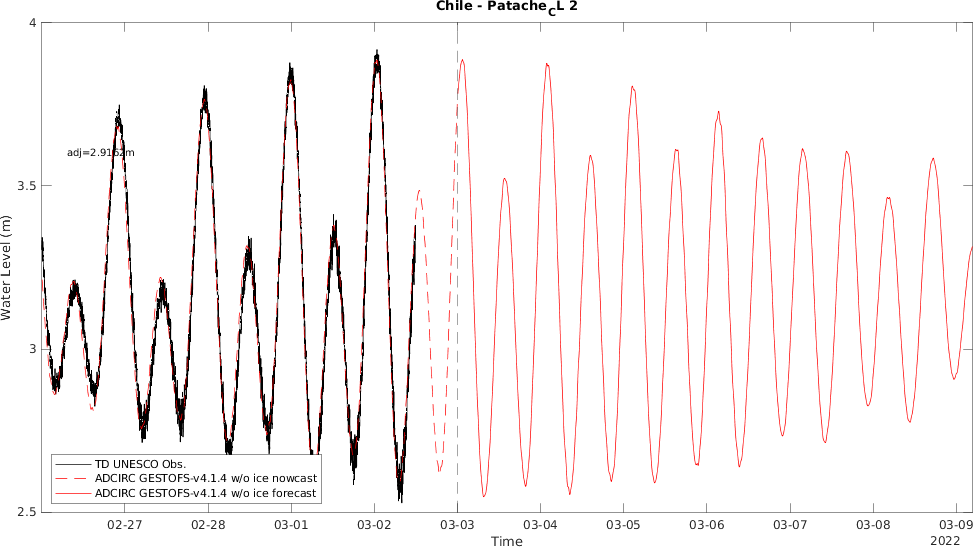 Chile - Patache_CL 2
4
3.5
3
2.5
Water Level (m)
adj=2.9162m
TD UNESCO Obs.
ADCIRC GESTOFS-v4.1.4 w/o ice nowcast
ADCIRC GESTOFS-v4.1.4 w/o ice forecast
02-27 02-28 03-01 03-02 03-03 03-04 03-05 03-06 03-07 03-08 03-09
Time
2022